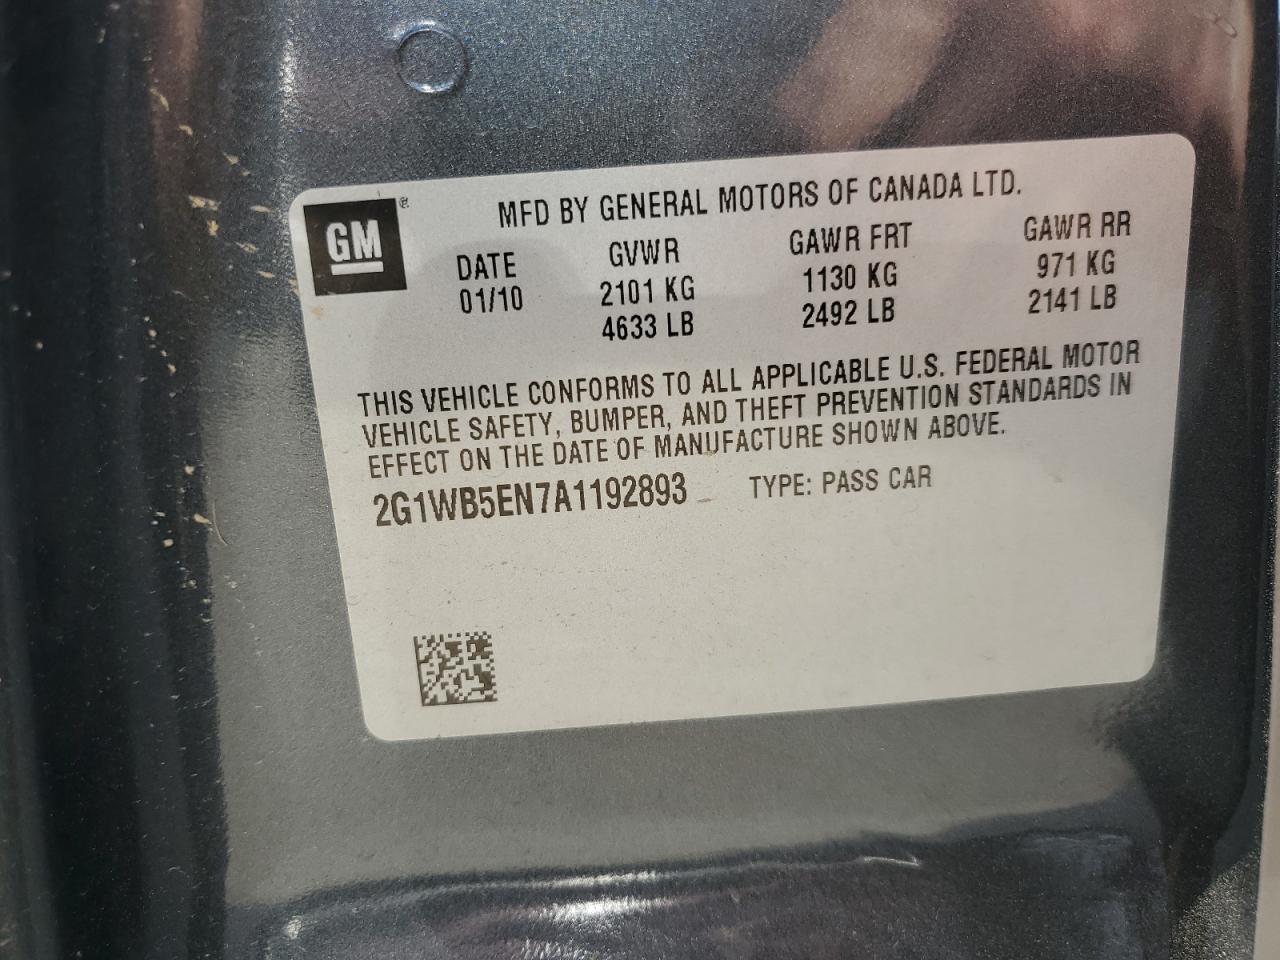 GM ®
MFD BY GENERAL MOTORS OF CANADA LTD.
DATE GVWR GAWR FRT GAWR RR
01/10 2101 KG 1130 KG 971 KG
4633 LB 2492 LB 2141 LB
THIS VEHICLE CONFORMS TO ALL APPLICABLE U.S. FEDERAL MOTOR
VEHICLE SAFETY, BUMPER, AND THEFT PREVENTION STANDARDS IN
EFFECT ON THE DATE OF MANUFACTURE SHOWN ABOVE.
2G1WB5EN7A1192893 TYPE: PASS CAR